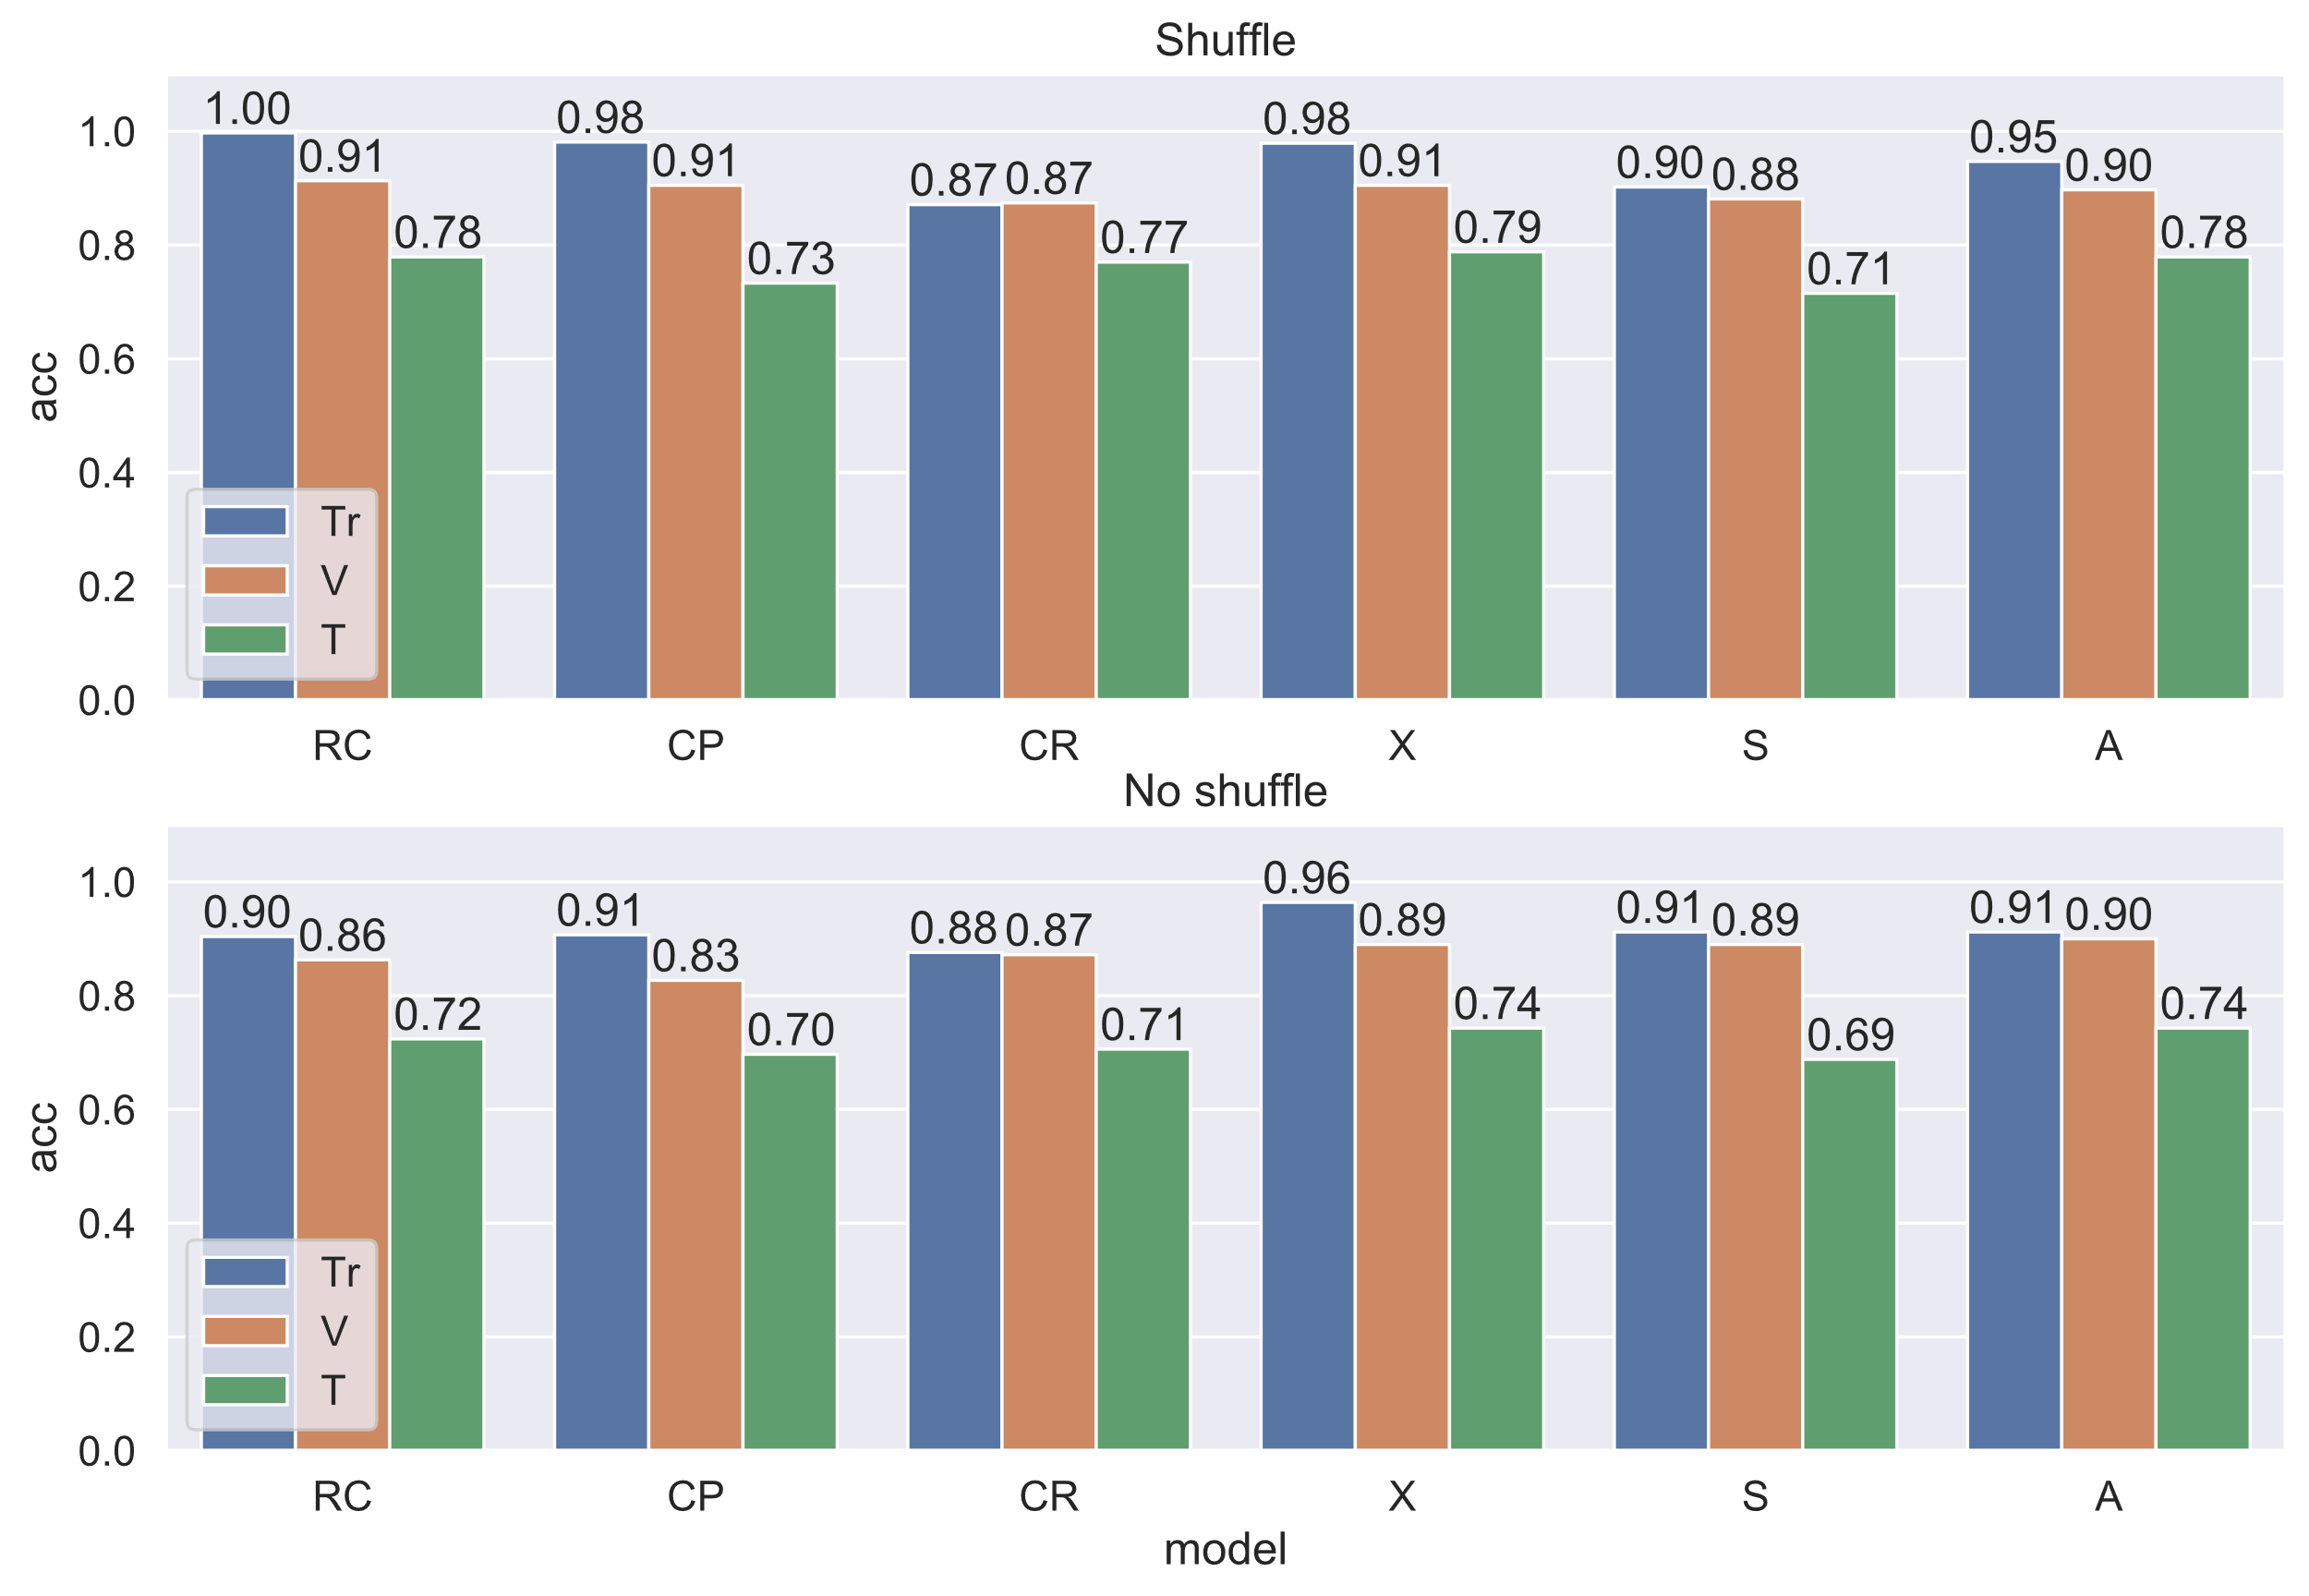 Shuffle
1.00 0.91 0.78 0.98 0.91 0.73 0.87 0.87 0.77 0.98 0.91 0.79 0.90 0.88 0.71 0.95 0.90 0.78
1.0
0.8
0.6
0.4
0.2
0.0
acc
Tr
V
T
RC CP CR X S A
No shuffle
0.90 0.86 0.72 0.91 0.83 0.70 0.88 0.87 0.71 0.96 0.89 0.74 0.91 0.89 0.69 0.91 0.90 0.74
1.0
0.8
0.6
0.4
0.2
0.0
acc
Tr
V
T
RC CP CR X S A
model